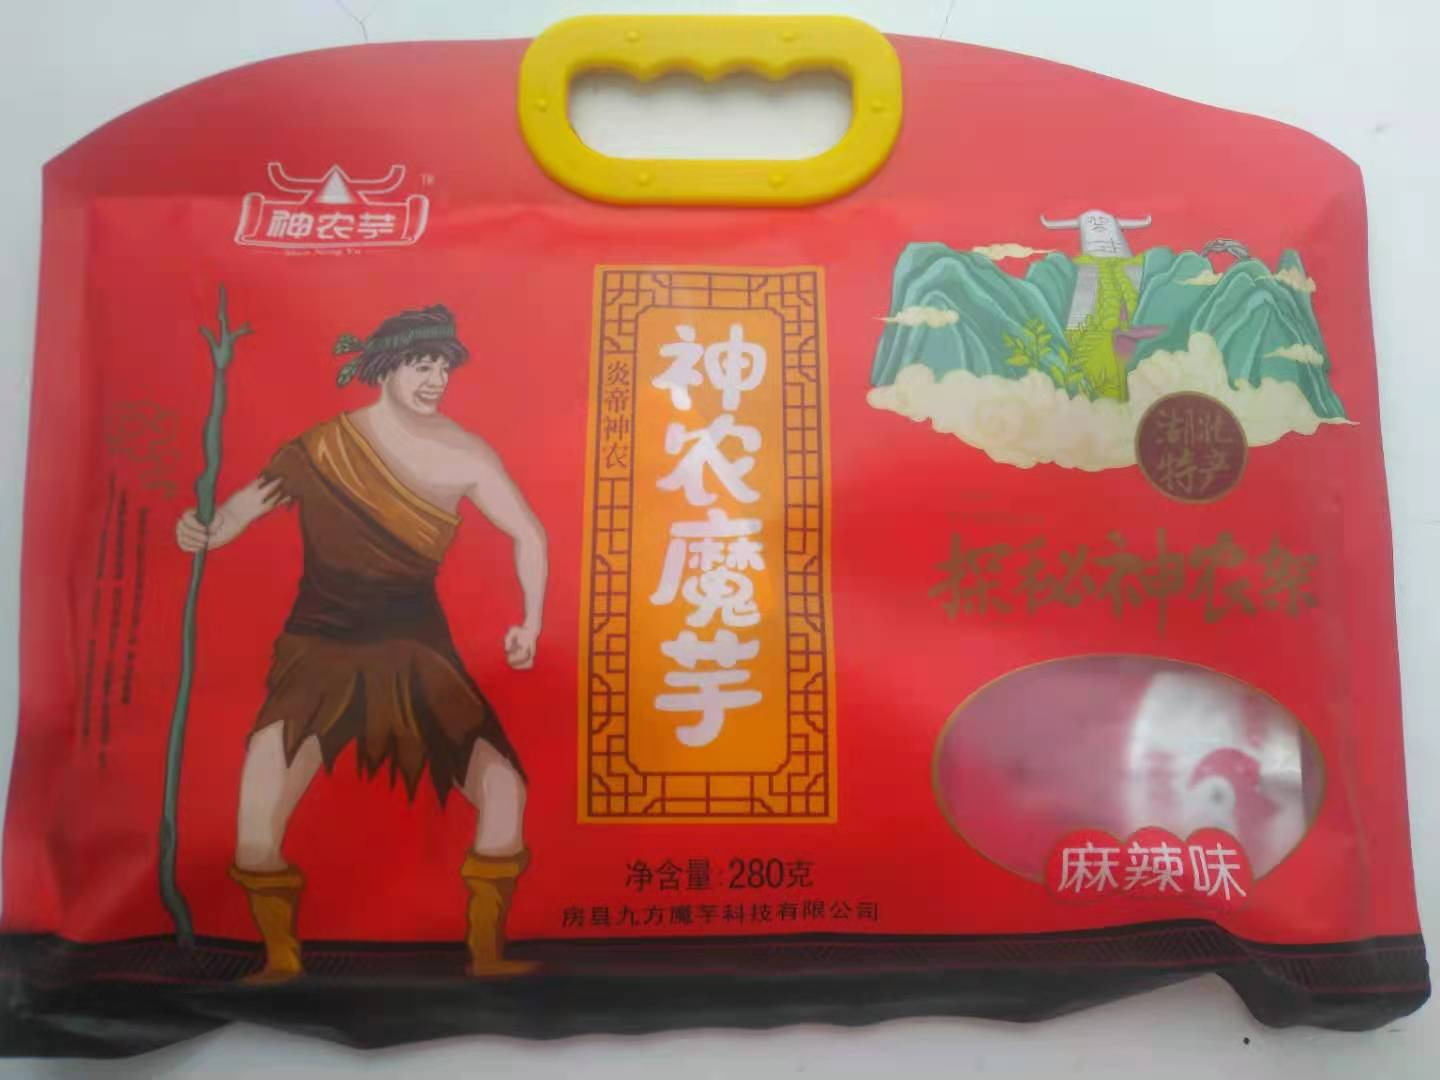 神农芋
Shen Nong Yu
炎帝神农
神农魔芋
湖北
特产
探秘神农架
麻辣味
净含量:280克
房县九方魔芋科技有限公司